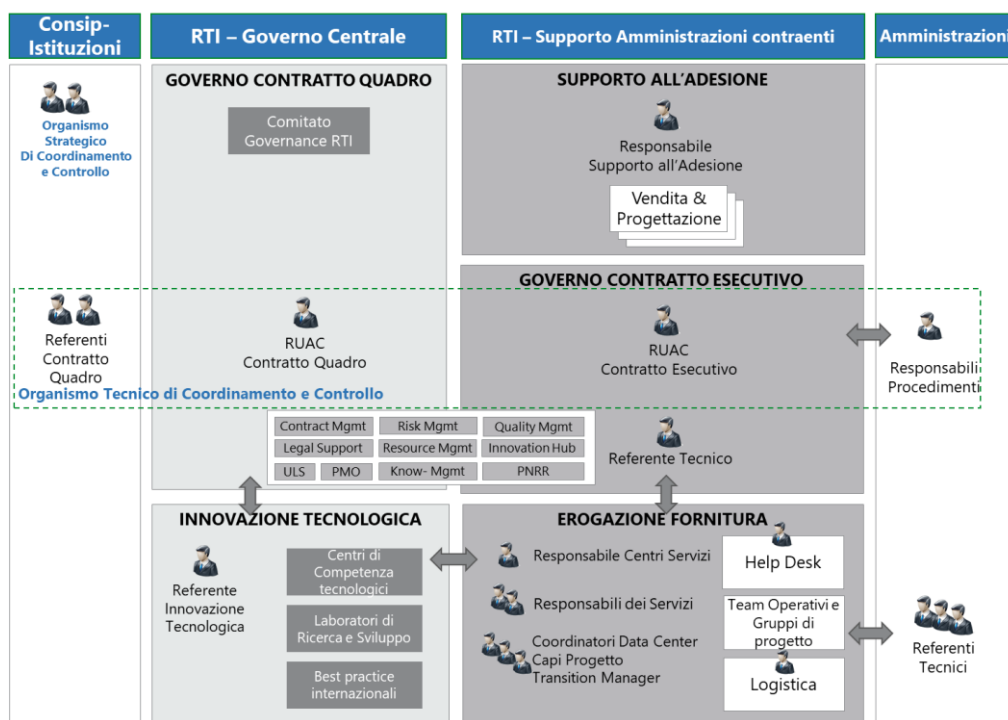 Consip-
Istituzioni
RTI – Governo Centrale
RTI – Supporto Amministrazioni contraenti
Amministrazioni
Organismo
Strategico
Di Coordinamento
e Controllo
GOVERNO CONTRATTO QUADRO
Comitato
Governance RTI
SUPPORTO ALL'ADESIONE
Responsabile
Supporto all'Adesione
Vendita &
Progettazione
GOVERNO CONTRATTO ESECUTIVO
Referenti
Contratto
Quadro
RUAC
Contratto Quadro
RUAC
Contratto Esecutivo
Responsabili
Procedimenti
Organismo Tecnico di Coordinamento e Controllo
Contract Mgmt
Risk Mgmt
Quality Mgmt
Legal Support
Resource Mgmt
Innovation Hub
ULS
PMO
Know- Mgmt
PNRR
Referente Tecnico
INNOVAZIONE TECNOLOGICA
Referente
Innovazione
Tecnologica
Centri di
Competenza
tecnologici
Laboratori di
Ricerca e Sviluppo
Best practice
internazionali
EROGAZIONE FORNITURA
Responsabile Centri Servizi
Responsabili dei Servizi
Coordinatori Data Center
Capi Progetto
Transition Manager
Help Desk
Team Operativi e
Gruppi di
progetto
Logistica
Referenti
Tecnici